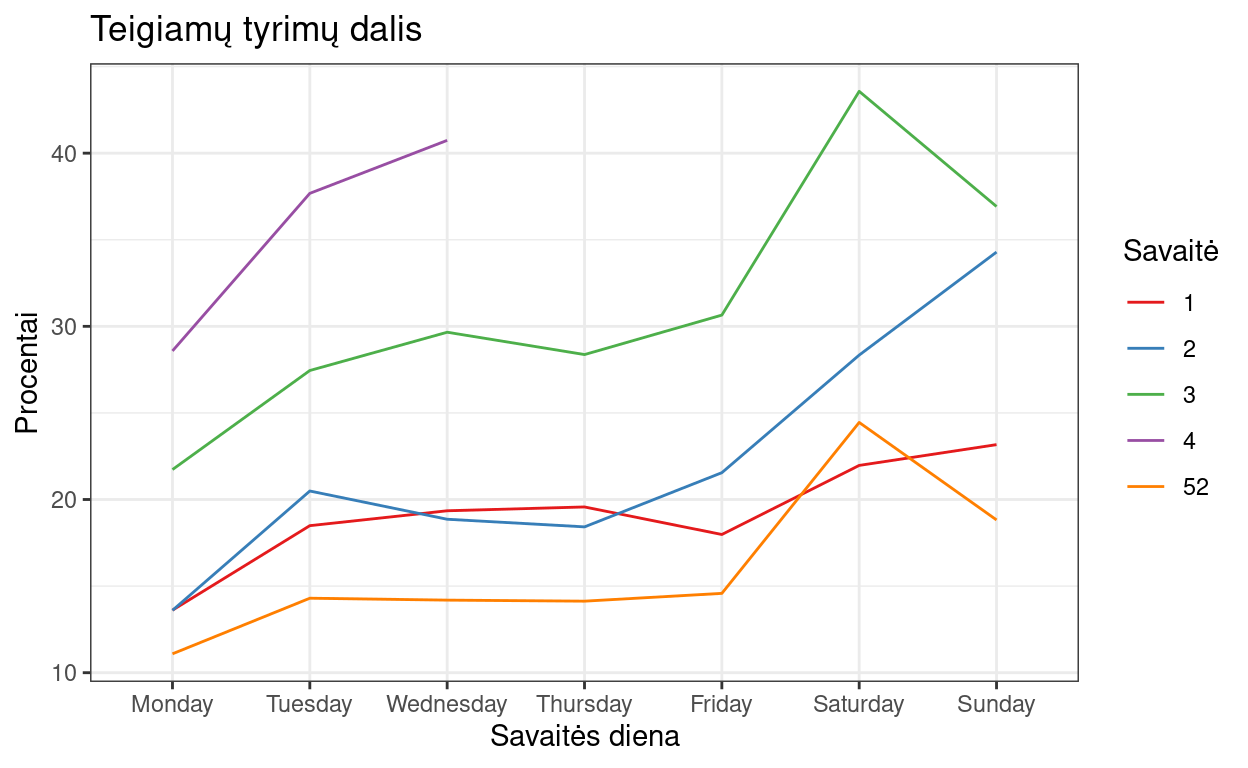 Teigiamų tyrimų dalis
Procentai
40
30
20
10
Monday Tuesday Wednesday Thursday Friday Saturday Sunday
Savaitės diena
Savaitė
1
2
3
4
52